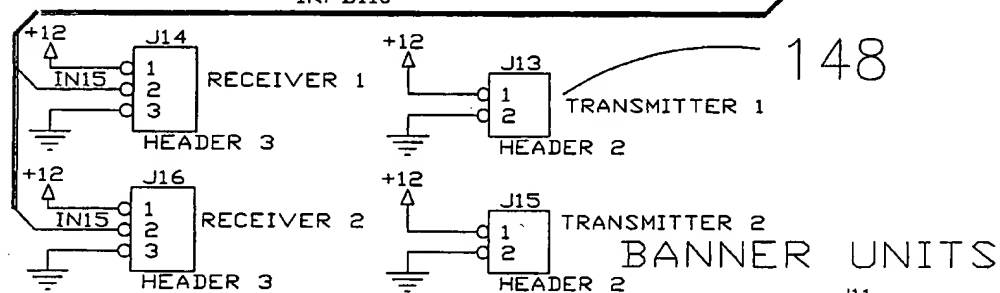 +12
J14
1
IN15
2
3
RECEIVER 1
HEADER 3
+12
J13
1
2
TRANSMITTER 1
HEADER 2
148
+12
J16
1
IN15
2
3
RECEIVER 2
HEADER 3
+12
J15
1
2
TRANSMITTER 2
HEADER 2
BANNER UNITS